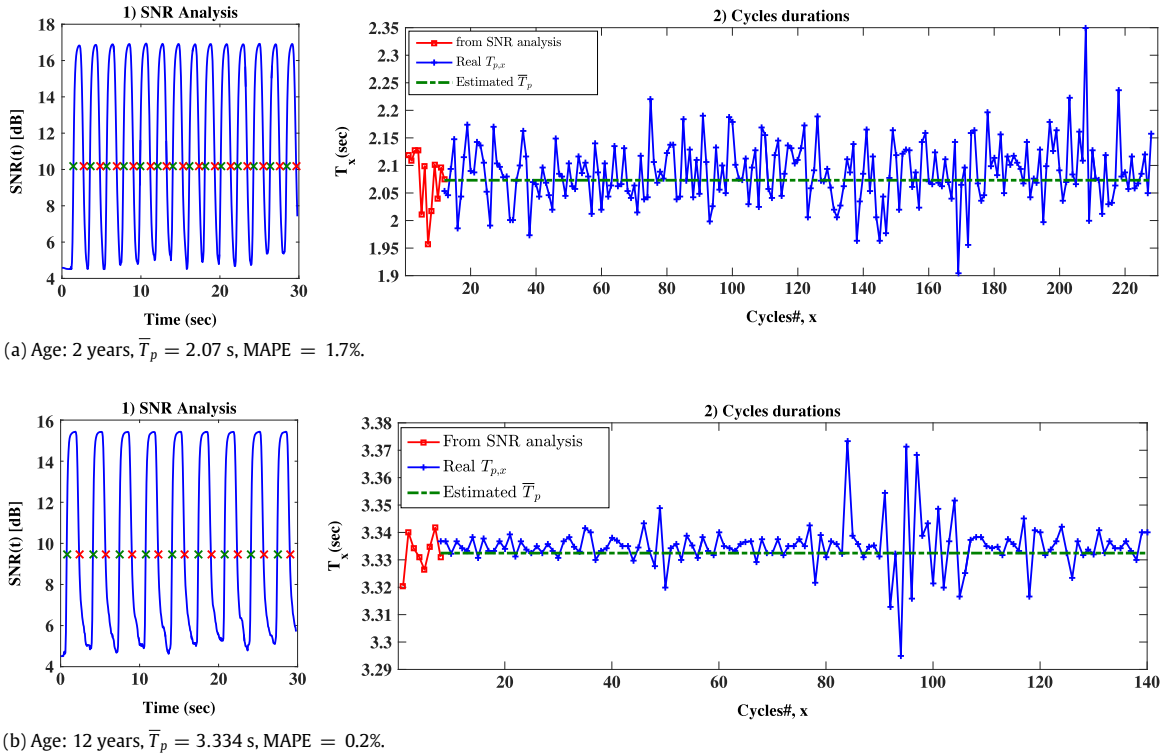 1) SNR Analysis
18
16
14
12
10
8
6
4
SNR(t) [dB]
0 10 20 30
Time (sec)
2) Cycles durations
from SNR analysis
Real T_{p,x}
Estimated T̅_p
2.35
2.3
2.25
2.2
2.15
2.1
2.05
2
1.95
1.9
T_x (sec)
20 40 60 80 100 120 140 160 180 200 220
Cycles#, x
(a) Age: 2 years, T̅_p = 2.07 s, MAPE = 1.7%.
1) SNR Analysis
16
14
12
10
8
6
4
SNR(t) [dB]
0 10 20 30
Time (sec)
2) Cycles durations
From SNR analysis
Real T_{p,x}
Estimated T̅_p
3.38
3.37
3.36
3.35
3.34
3.33
3.32
3.31
3.3
3.29
T_x (sec)
20 40 60 80 100 120 140
Cycles#, x
(b) Age: 12 years, T̅_p = 3.334 s, MAPE = 0.2%.